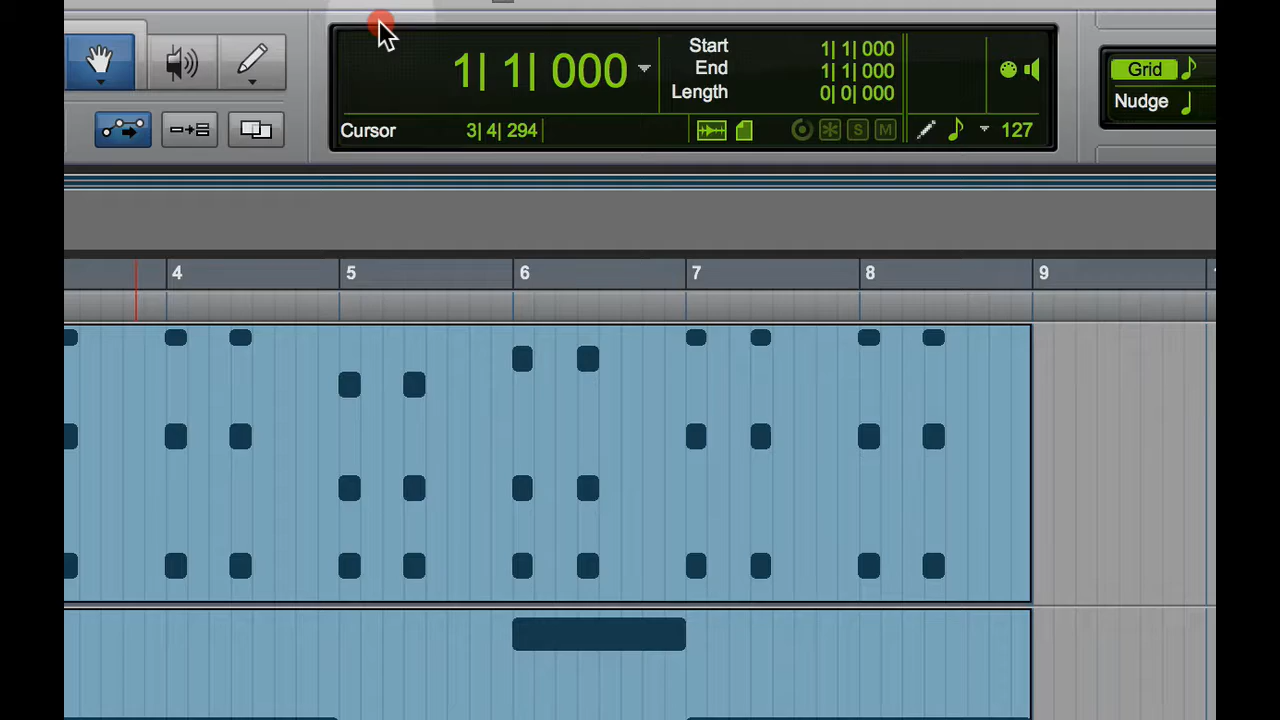 1| 1| 000
Start 1| 1| 000
End 1| 1| 000
Length 0| 0| 000
Cursor 3| 4| 294
S M
127
Grid
Nudge
4 5 6 7 8 9